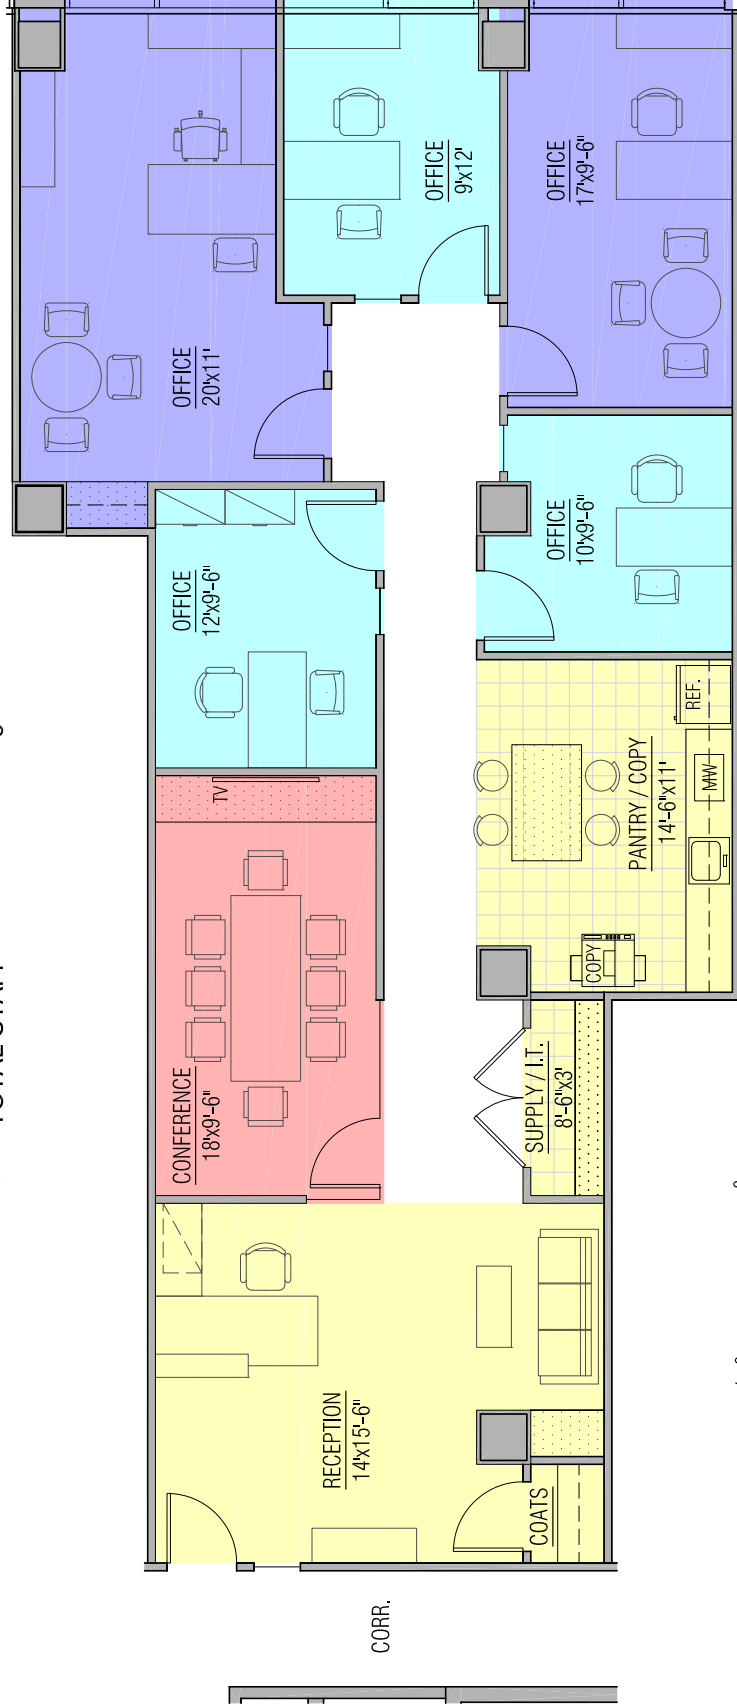 OFFICE
20'x11'
OFFICE
9'x12'
OFFICE
17'x9'-6"
OFFICE
12'x9'-6"
OFFICE
10'x9'-6"
TV
REF.
MW
PANTRY / COPY
14'-6"x11'
COPY
CONFERENCE
18'x9'-6"
SUPPLY / I.T.
8'-6"x3'
RECEPTION
14'x15'-6"
COATS
CORR.